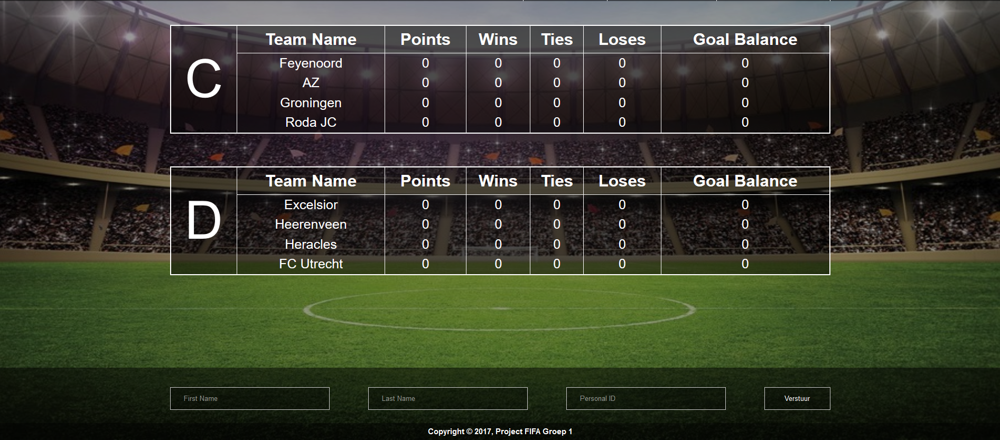 Team Name Points Wins Ties Loses Goal Balance
C
Feyenoord 0 0 0 0 0
AZ 0 0 0 0 0
Groningen 0 0 0 0 0
Roda JC 0 0 0 0 0
Team Name Points Wins Ties Loses Goal Balance
D
Excelsior 0 0 0 0 0
Heerenveen 0 0 0 0 0
Heracles 0 0 0 0 0
FC Utrecht 0 0 0 0 0
First Name Last Name Personal ID Verstuur
Copyright © 2017, Project FIFA Groep 1